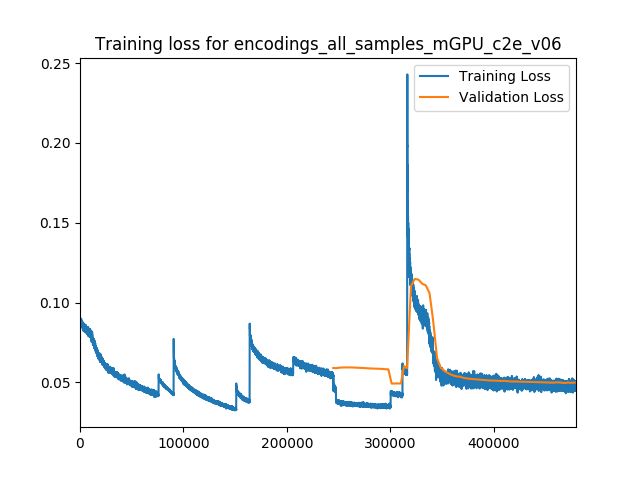 Training loss for encodings_all_samples_mGPU_c2e_v06
Training Loss
Validation Loss
0.25
0.20
0.15
0.10
0.05
0 100000 200000 300000 400000